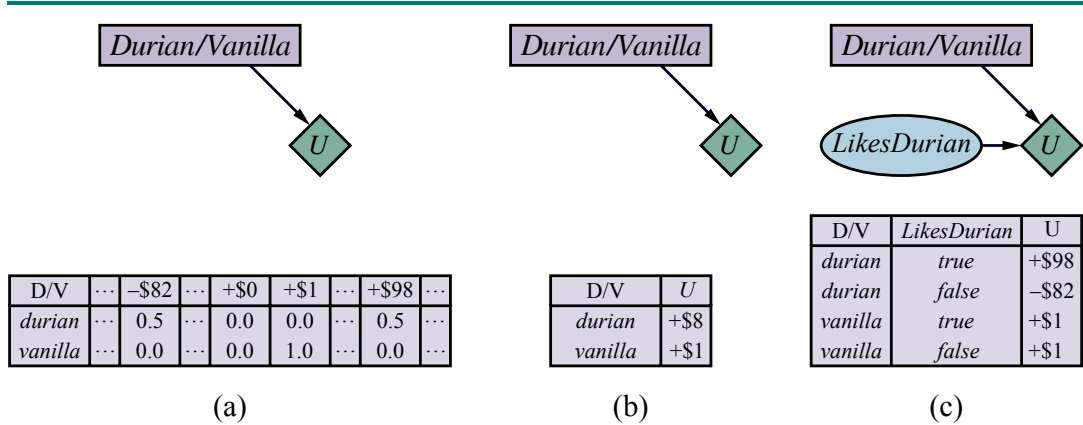 Durian/Vanilla
U
D/V ⋯ –$82 ⋯ +$0 +$1 ⋯ +$98 ⋯
durian ⋯ 0.5 ⋯ 0.0 0.0 ⋯ 0.5 ⋯
vanilla ⋯ 0.0 ⋯ 0.0 1.0 ⋯ 0.0 ⋯
(a)
Durian/Vanilla
U
D/V U
durian +$8
vanilla +$1
(b)
Durian/Vanilla
LikesDurian U
D/V LikesDurian U
durian true +$98
durian false –$82
vanilla true +$1
vanilla false +$1
(c)